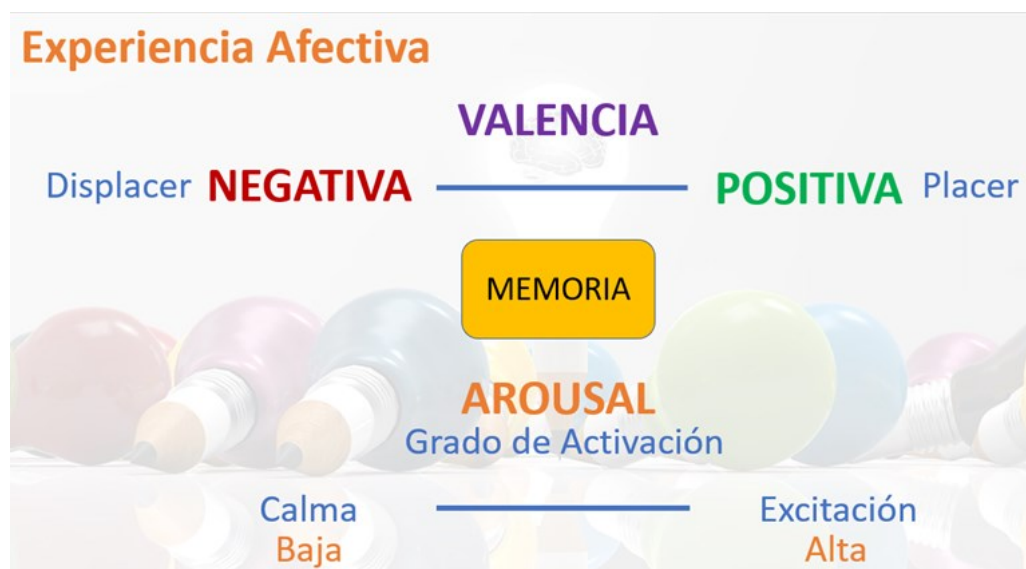 Experiencia Afectiva
VALENCIA
Displacer NEGATIVA POSITIVA Placer
MEMORIA
AROUSAL
Grado de Activación
Calma Excitación
Baja Alta